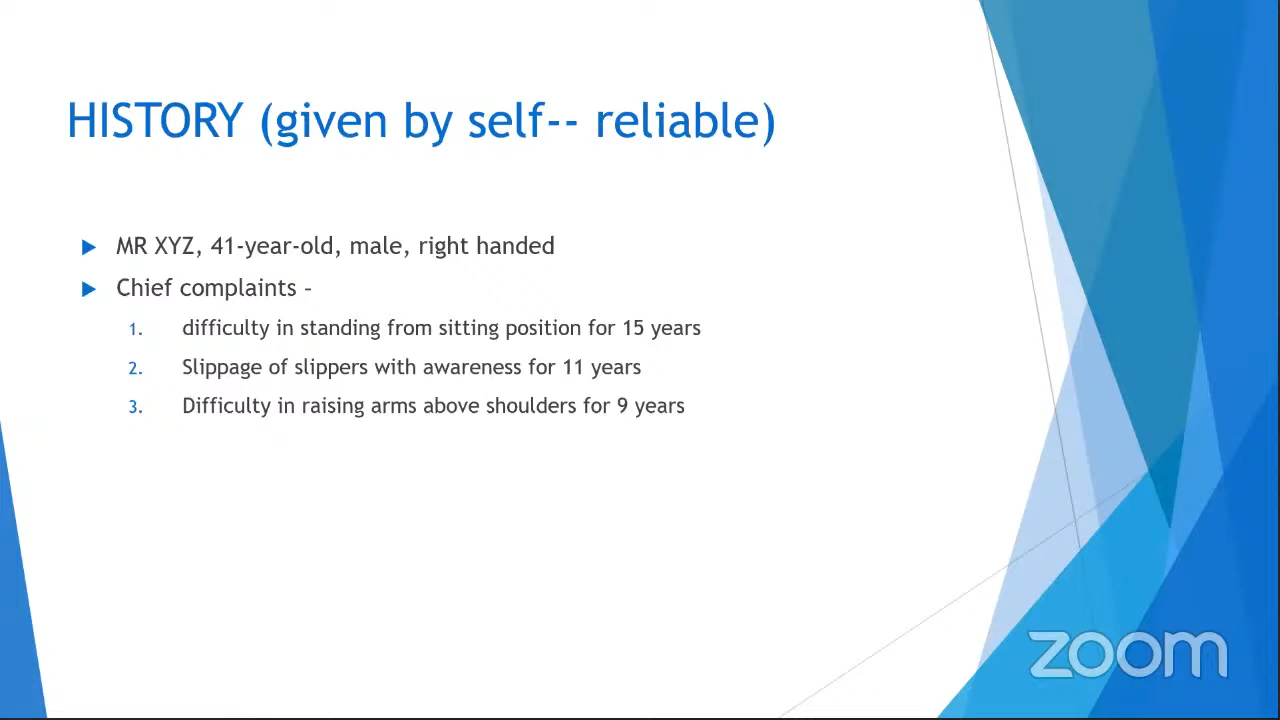 HISTORY (given by self-- reliable)
MR XYZ, 41-year-old, male, right handed
Chief complaints –
1. difficulty in standing from sitting position for 15 years
2. Slippage of slippers with awareness for 11 years
3. Difficulty in raising arms above shoulders for 9 years
zoom